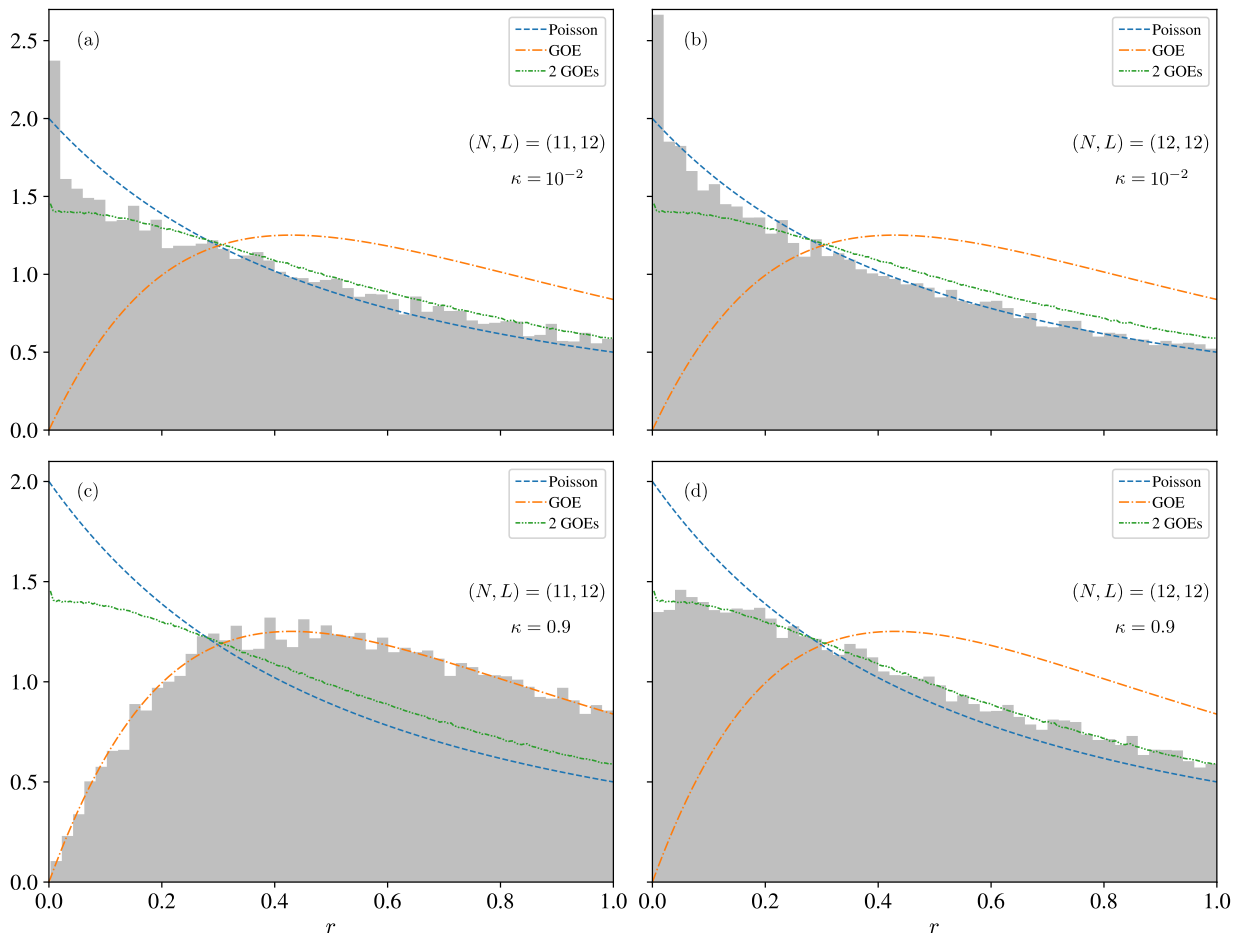 (a)
Poisson
GOE
2 GOEs
(N, L) = (11, 12)
κ = 10⁻²
2.5
2.0
1.5
1.0
0.5
0.0
(b)
Poisson
GOE
2 GOEs
(N, L) = (12, 12)
κ = 10⁻²
(c)
Poisson
GOE
2 GOEs
(N, L) = (11, 12)
κ = 0.9
2.0
1.5
1.0
0.5
0.0
0.0 0.2 0.4 0.6 0.8 1.0
r
(d)
Poisson
GOE
2 GOEs
(N, L) = (12, 12)
κ = 0.9
0.0 0.2 0.4 0.6 0.8 1.0
r